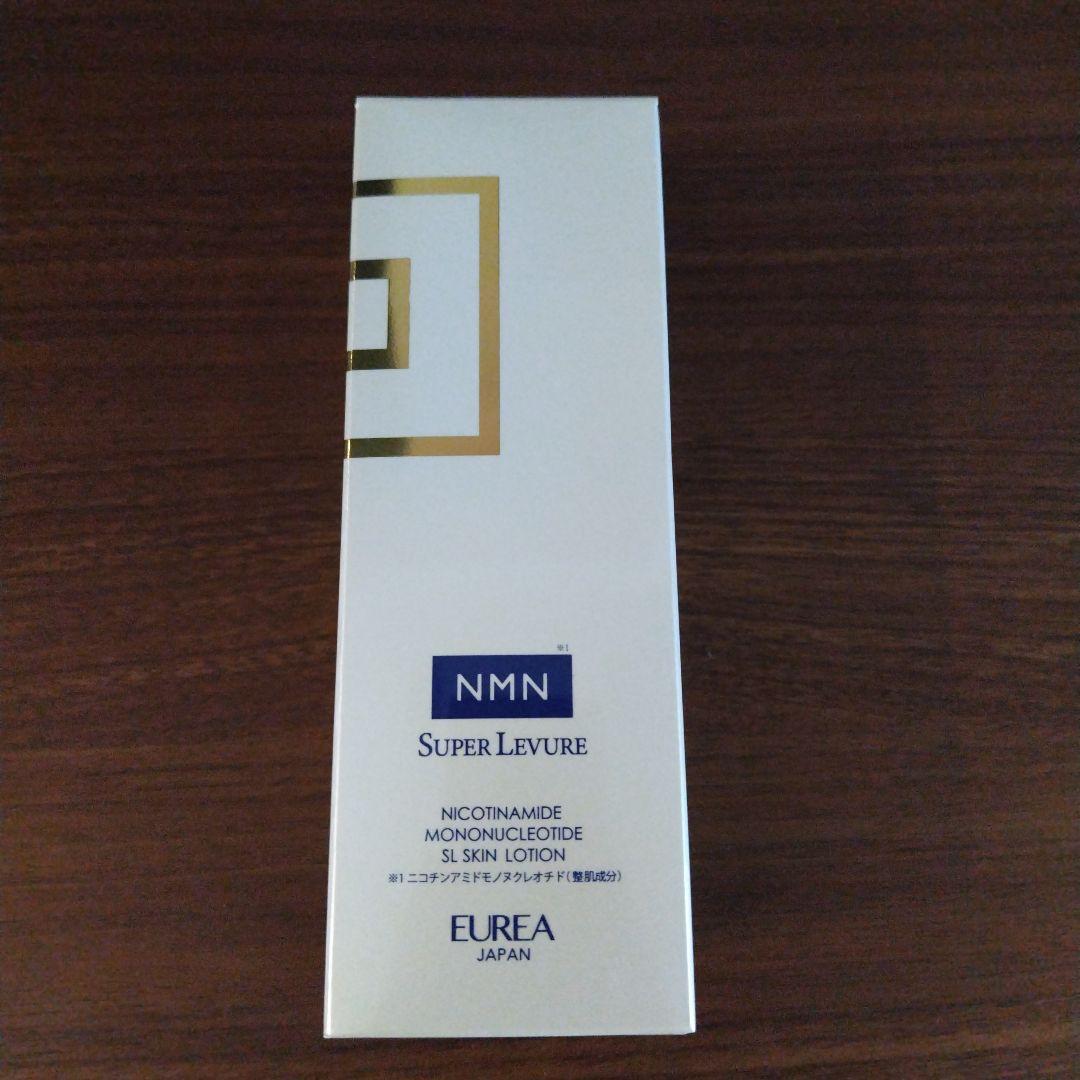 ※1
NMN
SUPER LEVURE
NICOTINAMIDE
MONONUCLEOTIDE
SL SKIN LOTION
※1 ニコチンアミドモノヌクレオチド(整肌成分)
EUREA
JAPAN